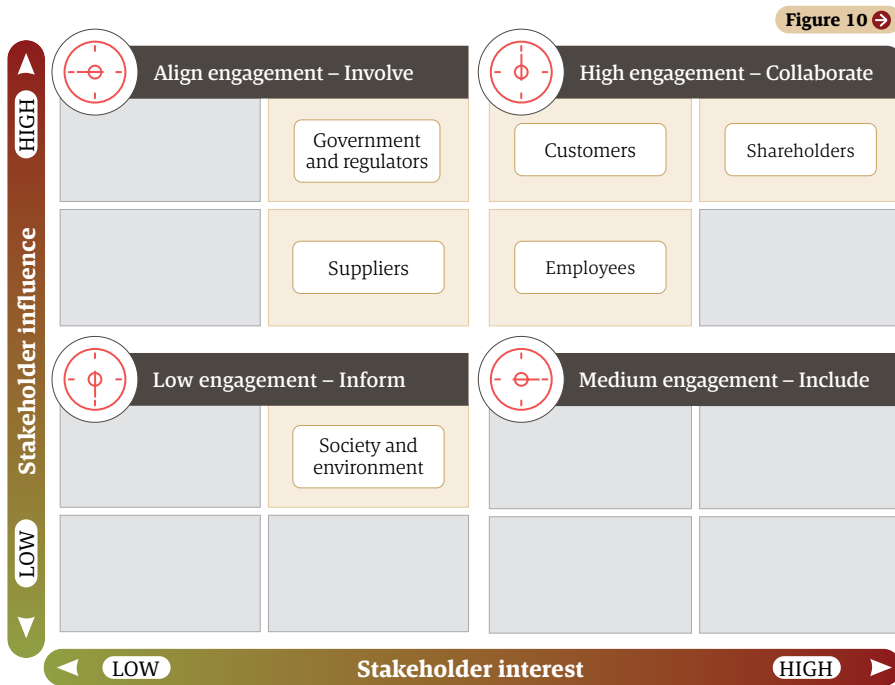 Figure 10
Align engagement – Involve
High engagement – Collaborate
HIGH
Government
and regulators
Customers
Shareholders
Suppliers
Employees
Stakeholder influence
Low engagement – Inform
Medium engagement – Include
Society and
environment
LOW
LOW
Stakeholder interest
HIGH